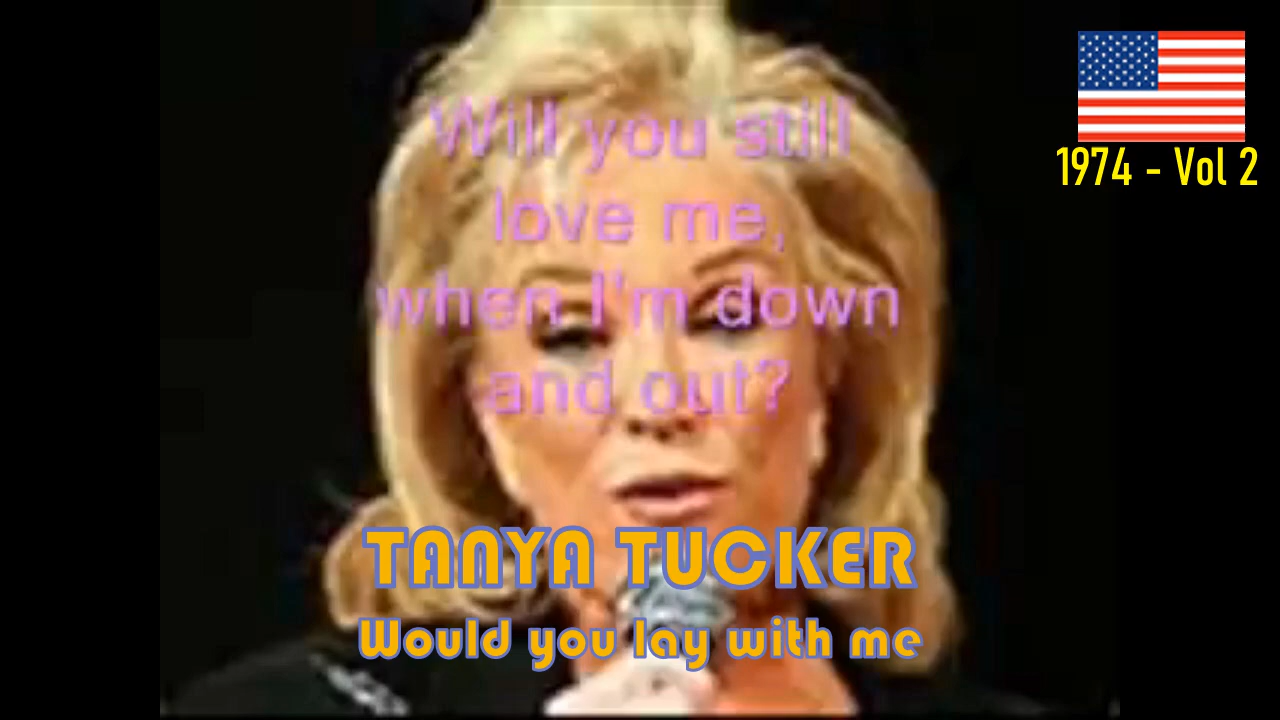 1974 - Vol 2
Will you still
love me,
when I'm down
and out?
TANYA TUCKER
Would you lay with me